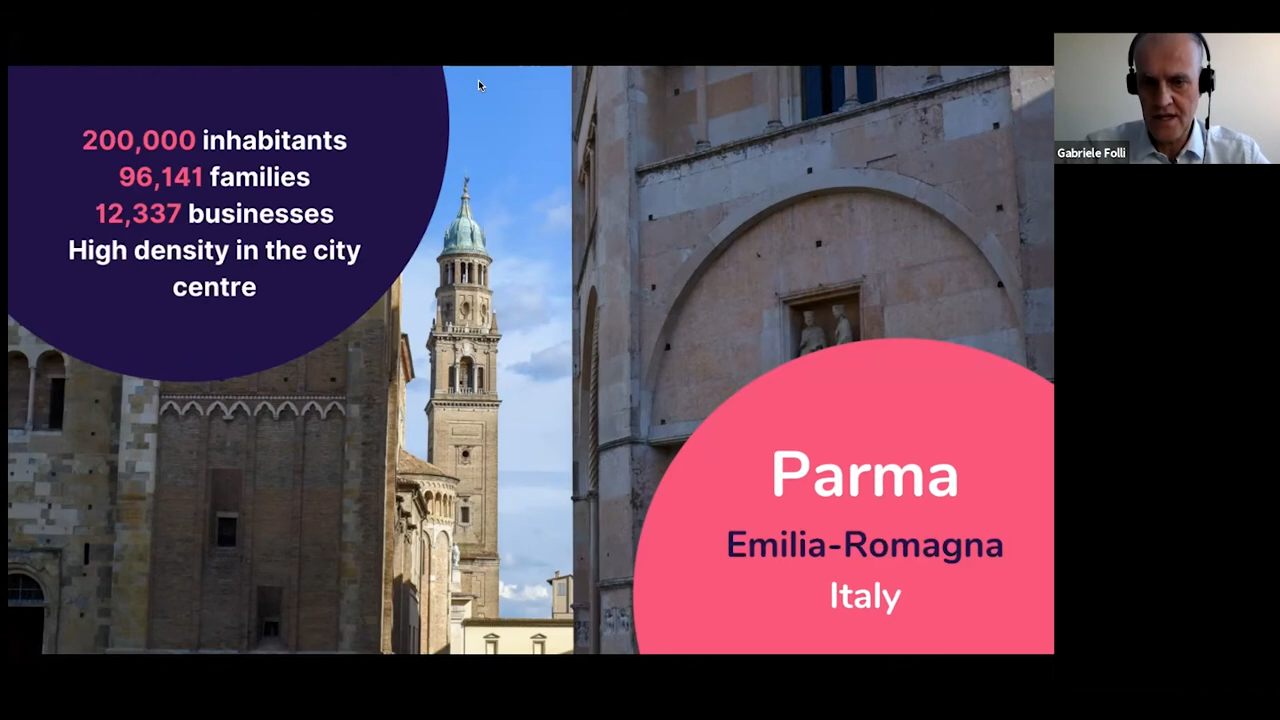 200,000 inhabitants
96,141 families
12,337 businesses
High density in the city
centre
Parma
Emilia-Romagna
Italy
Gabriele Folli